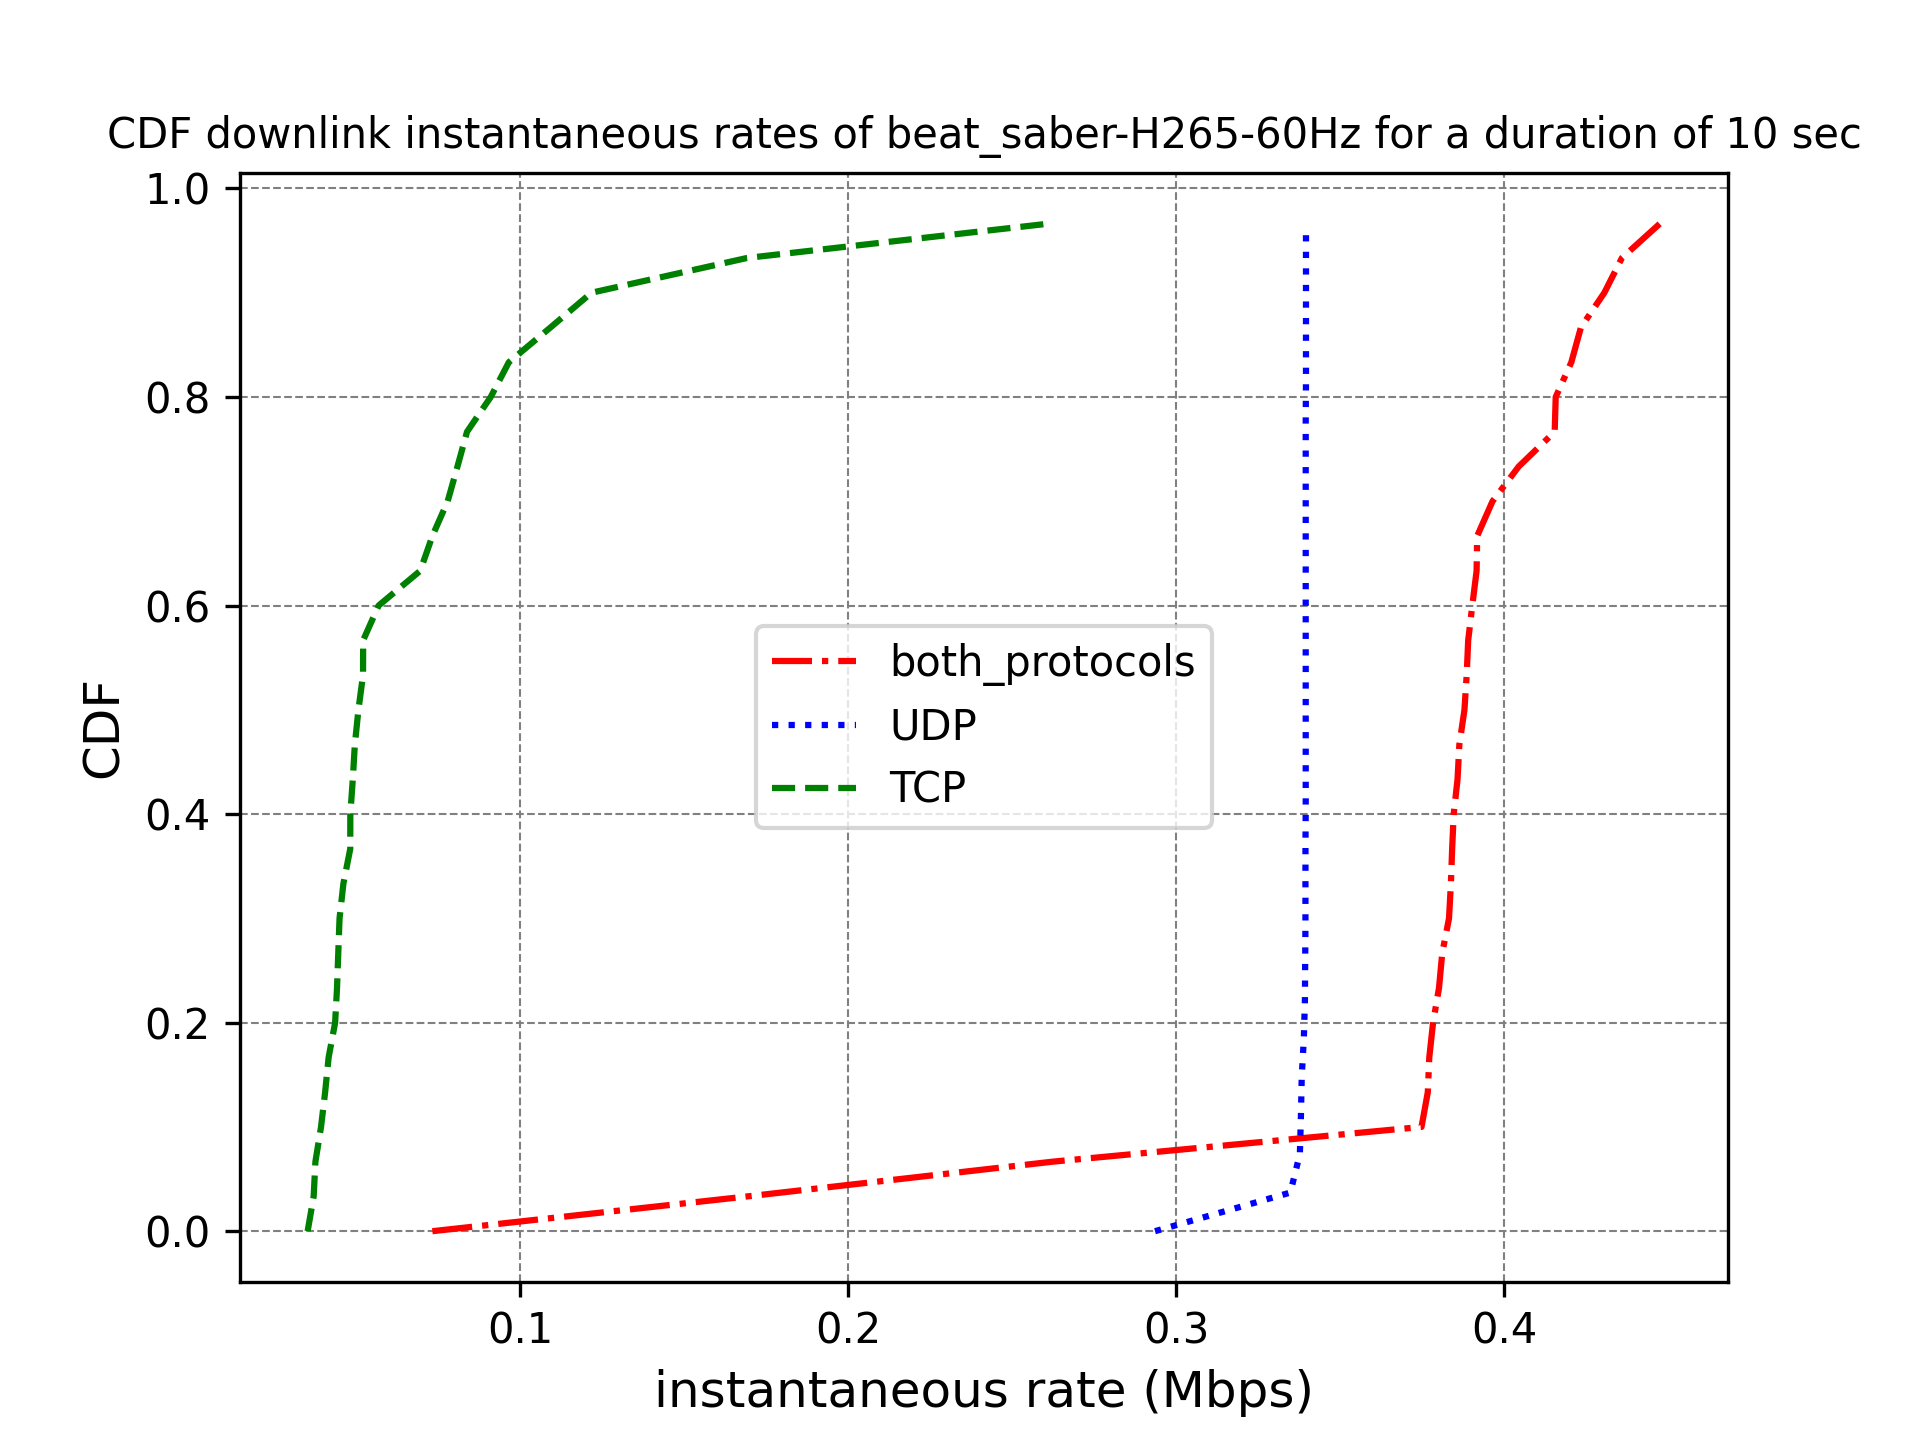 CDF downlink instantaneous rates of beat_saber-H265-60Hz for a duration of 10 sec
1.0
0.8
0.6
0.4
0.2
0.0
CDF
both_protocols
UDP
TCP
0.1 0.2 0.3 0.4
instantaneous rate (Mbps)